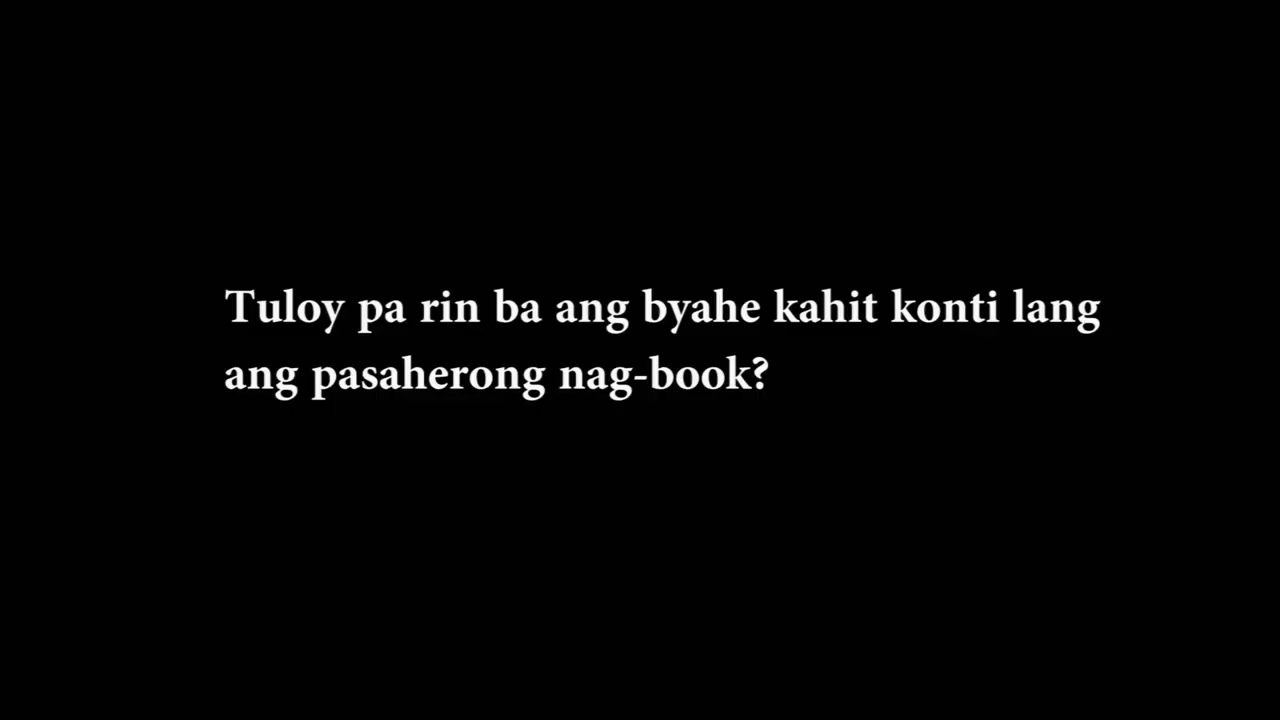 Tuloy pa rin ba ang byahe kahit konti lang
ang pasaherong nag-book?